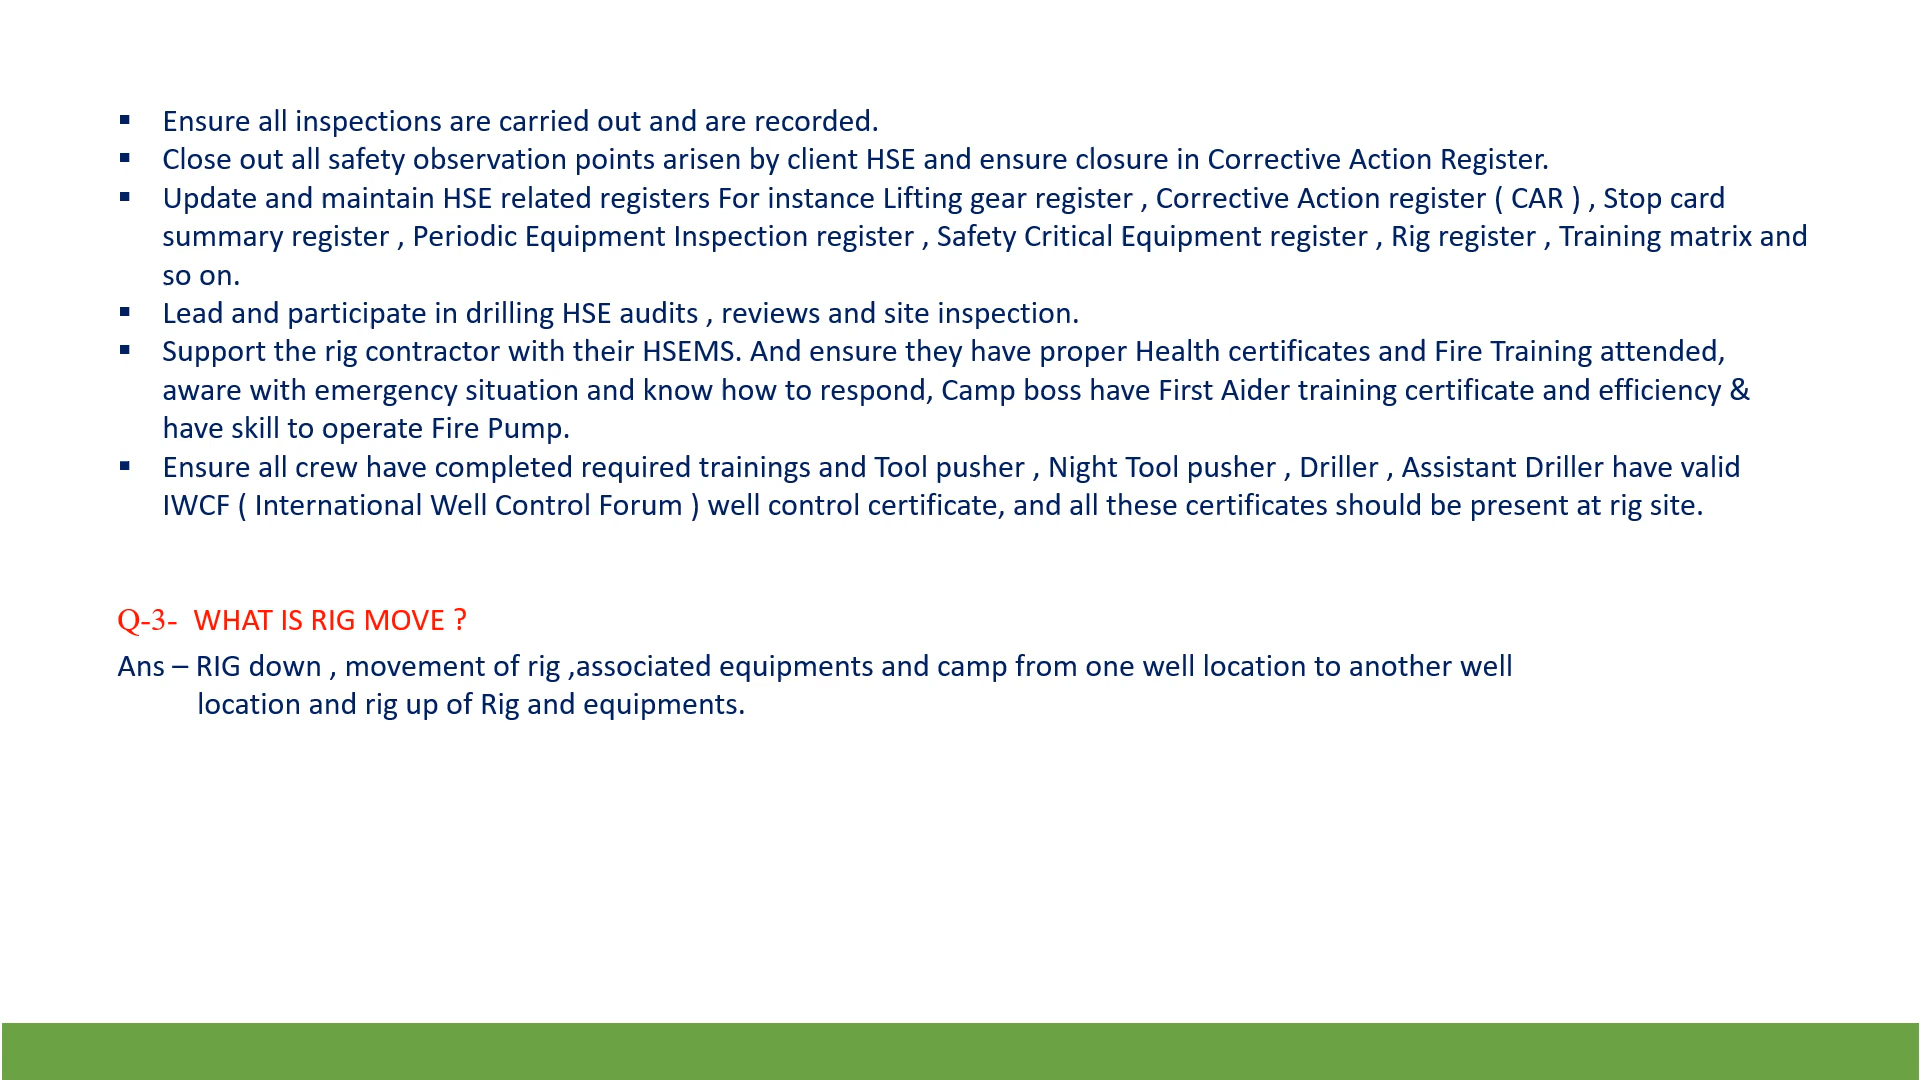 ▪ Ensure all inspections are carried out and are recorded.
▪ Close out all safety observation points arisen by client HSE and ensure closure in Corrective Action Register.
▪ Update and maintain HSE related registers For instance Lifting gear register , Corrective Action register ( CAR ) , Stop card
summary register , Periodic Equipment Inspection register , Safety Critical Equipment register , Rig register , Training matrix and
so on.
▪ Lead and participate in drilling HSE audits , reviews and site inspection.
▪ Support the rig contractor with their HSEMS. And ensure they have proper Health certificates and Fire Training attended,
aware with emergency situation and know how to respond, Camp boss have First Aider training certificate and efficiency &
have skill to operate Fire Pump.
▪ Ensure all crew have completed required trainings and Tool pusher , Night Tool pusher , Driller , Assistant Driller have valid
IWCF ( International Well Control Forum ) well control certificate, and all these certificates should be present at rig site.
Q-3- WHAT IS RIG MOVE ?
Ans – RIG down , movement of rig ,associated equipments and camp from one well location to another well
location and rig up of Rig and equipments.